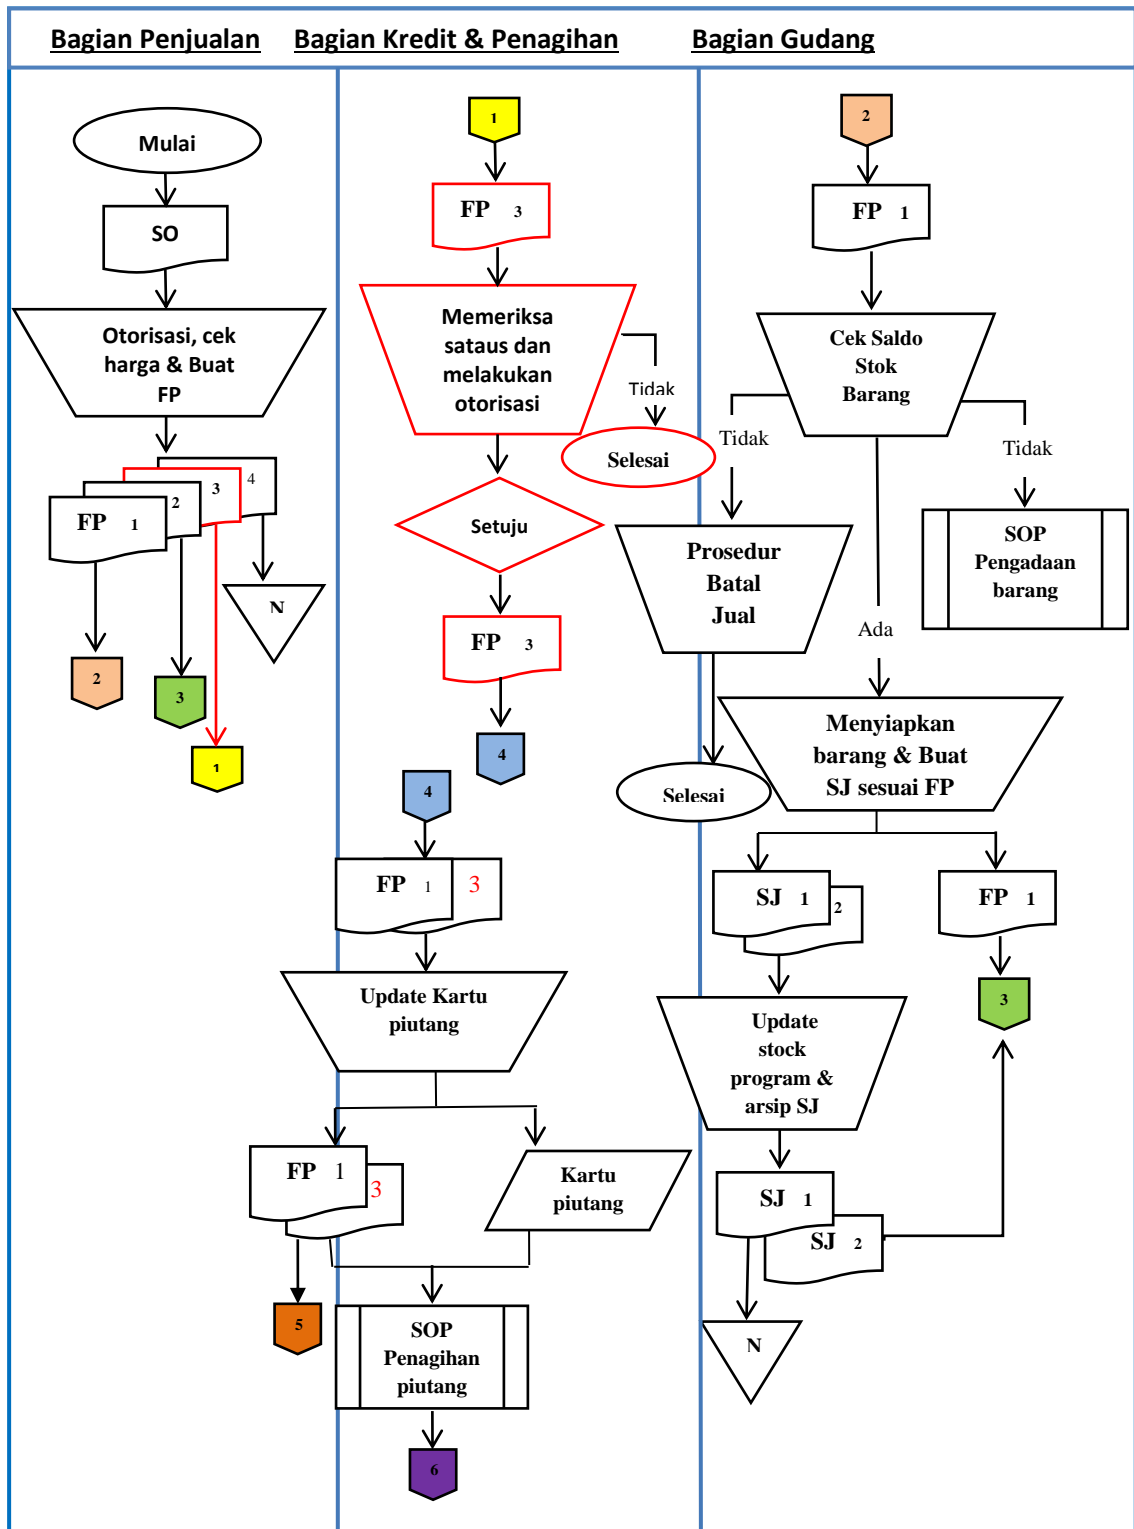 Bagian Penjualan
Bagian Kredit & Penagihan
Bagian Gudang
Mulai
SO
Otorisasi, cek
harga & Buat
FP
FP 1
2
3
4
N
2
3
1
1
FP 3
Memeriksa
sataus dan
melakukan
otorisasi
Tidak
Selesai
Setuju
FP 3
4
4
FP 1
3
Update Kartu
piutang
FP 1
3
Kartu
piutang
5
SOP
Penagihan
piutang
6
2
FP 1
Cek Saldo
Stok
Barang
Tidak
Tidak
Prosedur
Batal
Jual
SOP
Pengadaan
barang
Ada
Selesai
Menyiapkan
barang & Buat
SJ sesuai FP
SJ 1
2
FP 1
3
Update
stock
program &
arsip SJ
SJ 1
SJ 2
N